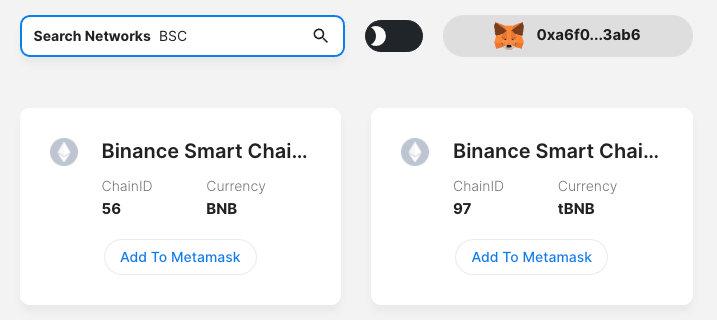 Search Networks BSC
0xa6f0...3ab6
Binance Smart Chai...
ChainID Currency
56 BNB
Add To Metamask
Binance Smart Chai...
ChainID Currency
97 tBNB
Add To Metamask